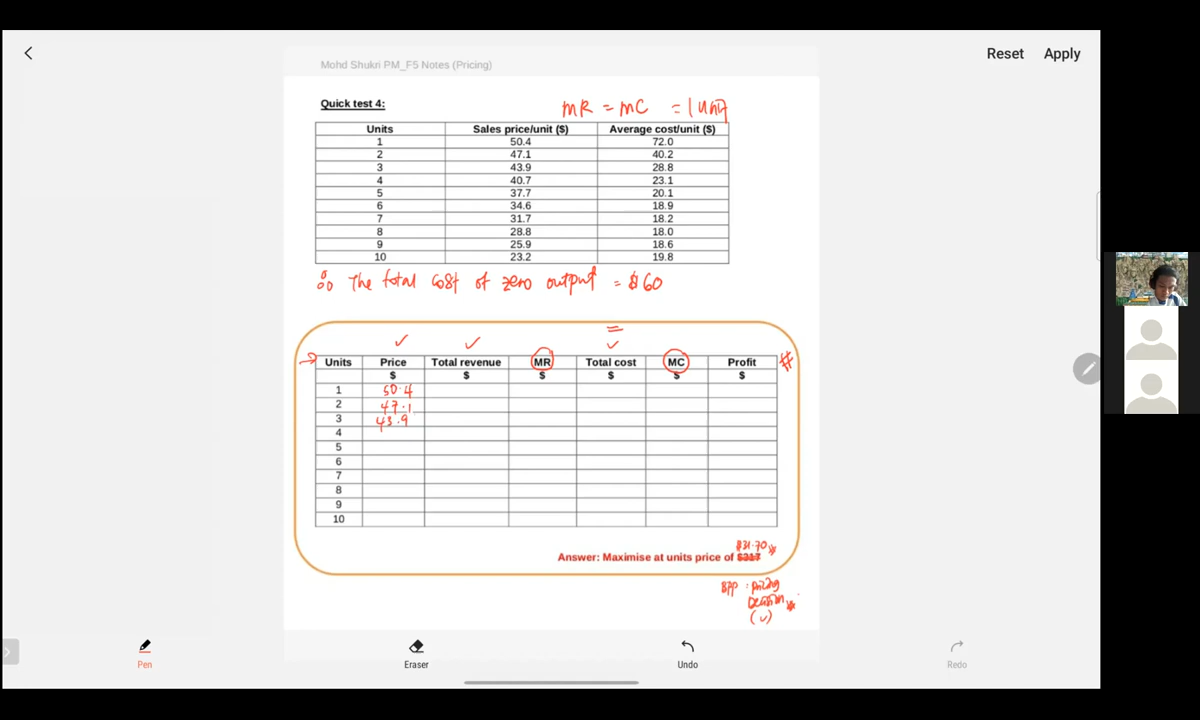 Reset Apply
Mohd Shukri PM_F5 Notes (Pricing)
Quick test 4:
MR = MC = 1 unit
Units Sales price/unit ($) Average cost/unit ($)
1 50.4 72.0
2 47.1 40.2
3 43.9 28.8
4 40.7 23.1
5 37.7 20.1
6 34.6 18.9
7 31.7 18.2
8 28.8 18.0
9 25.9 18.6
10 23.2 19.8
The total cost of zero output = $60
Units Price Total revenue MR Total cost MC Profit #
$ $ $ $ $ $
1 50.4
2 47.1
3 43.9
4
5
6
7
8
9
10
$31.70
Answer: Maximise at units price of $317
BPP : pricing
Decision
(v)
Pen Eraser Undo Redo